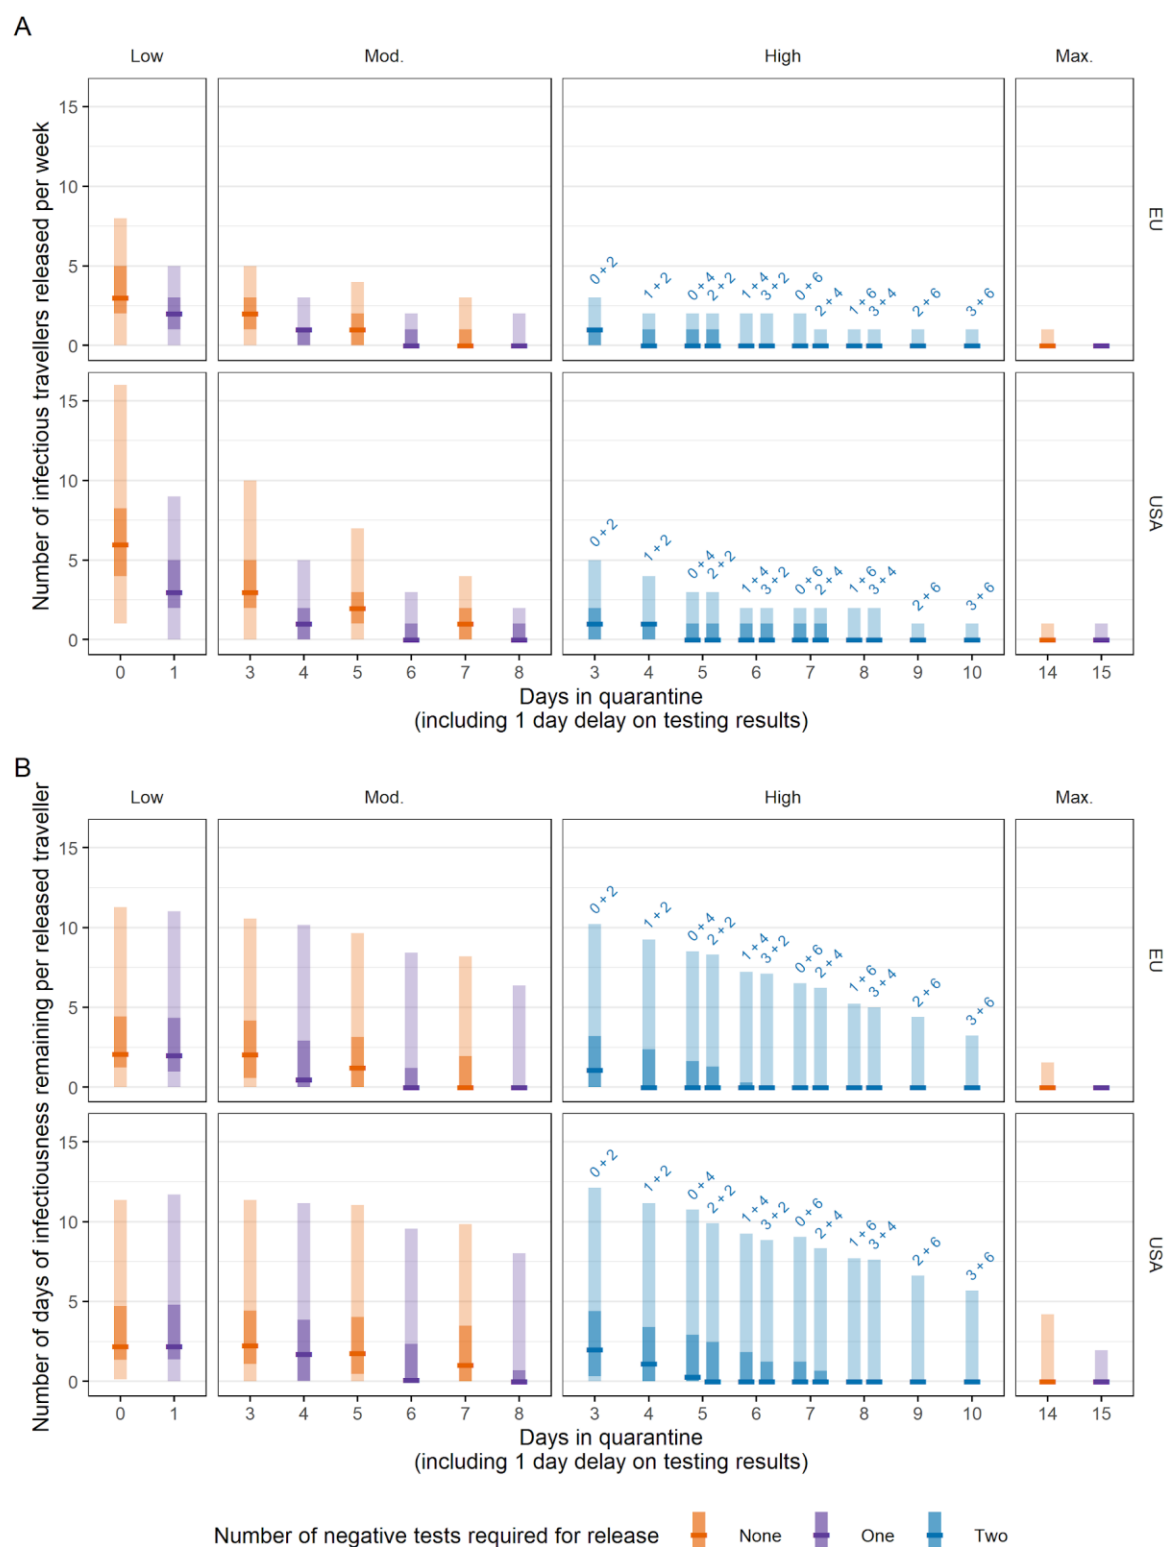 A
Low Mod. High Max.
Number of infectious travellers released per week
15
10
5
0
0 + 2 1 + 2 0 + 4 2 + 2 1 + 4 3 + 2 0 + 6 2 + 4 1 + 6 3 + 4 2 + 6 3 + 6
EU
15
10
5
0
0 + 2 1 + 2 0 + 4 2 + 2 1 + 4 3 + 2 0 + 6 2 + 4 1 + 6 3 + 4 2 + 6 3 + 6
USA
0 1 3 4 5 6 7 8 3 4 5 6 7 8 9 10 14 15
Days in quarantine
(including 1 day delay on testing results)
B
Low Mod. High Max.
Number of days of infectiousness remaining per released traveller
15
10
5
0
0 + 2 1 + 2 0 + 4 2 + 2 1 + 4 3 + 2 0 + 6 2 + 4 1 + 6 3 + 4 2 + 6 3 + 6
EU
15
10
5
0
0 + 2 1 + 2 0 + 4 2 + 2 1 + 4 3 + 2 0 + 6 2 + 4 1 + 6 3 + 4 2 + 6 3 + 6
USA
0 1 3 4 5 6 7 8 3 4 5 6 7 8 9 10 14 15
Days in quarantine
(including 1 day delay on testing results)
Number of negative tests required for release None One Two